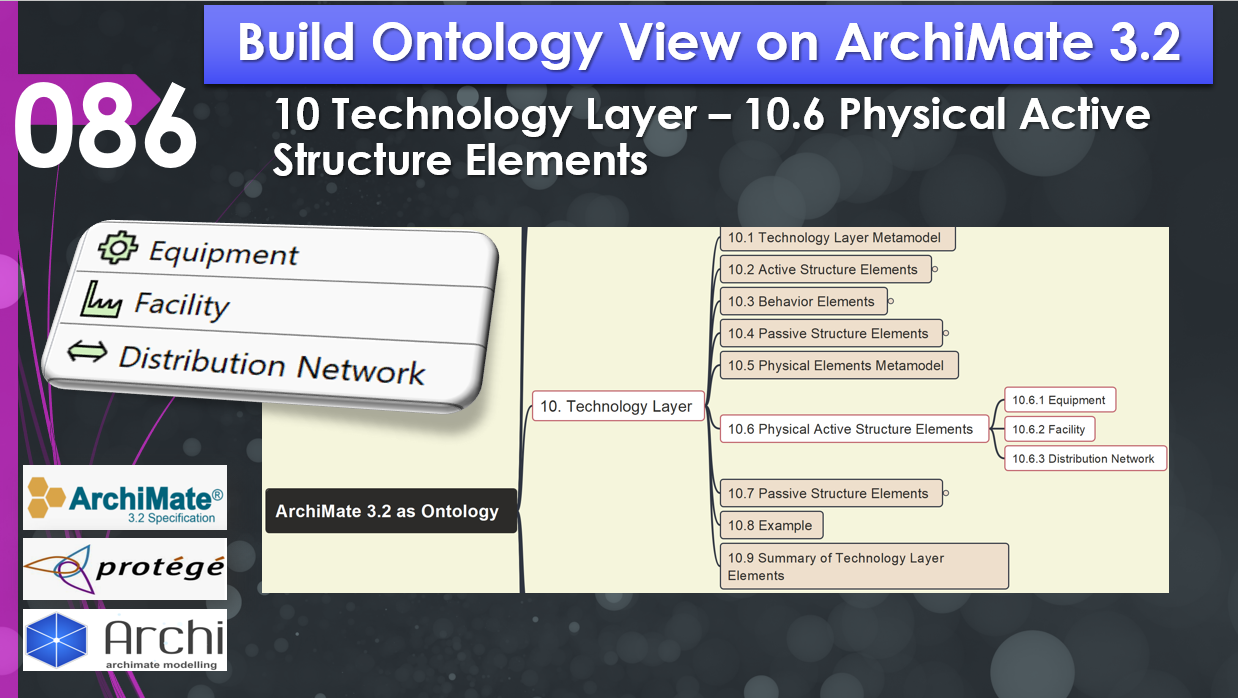 Build Ontology View on ArchiMate 3.2
086
10 Technology Layer – 10.6 Physical Active
Structure Elements
Equipment
Facility
Distribution Network
10.1 Technology Layer Metamodel
10.2 Active Structure Elements
10.3 Behavior Elements
10.4 Passive Structure Elements
10.5 Physical Elements Metamodel
10. Technology Layer
10.6 Physical Active Structure Elements
10.6.1 Equipment
10.6.2 Facility
10.6.3 Distribution Network
10.7 Passive Structure Elements
10.8 Example
10.9 Summary of Technology Layer
Elements
ArchiMate 3.2 as Ontology
ArchiMate®
3.2 Specification
protégé
Archi
archimate modelling